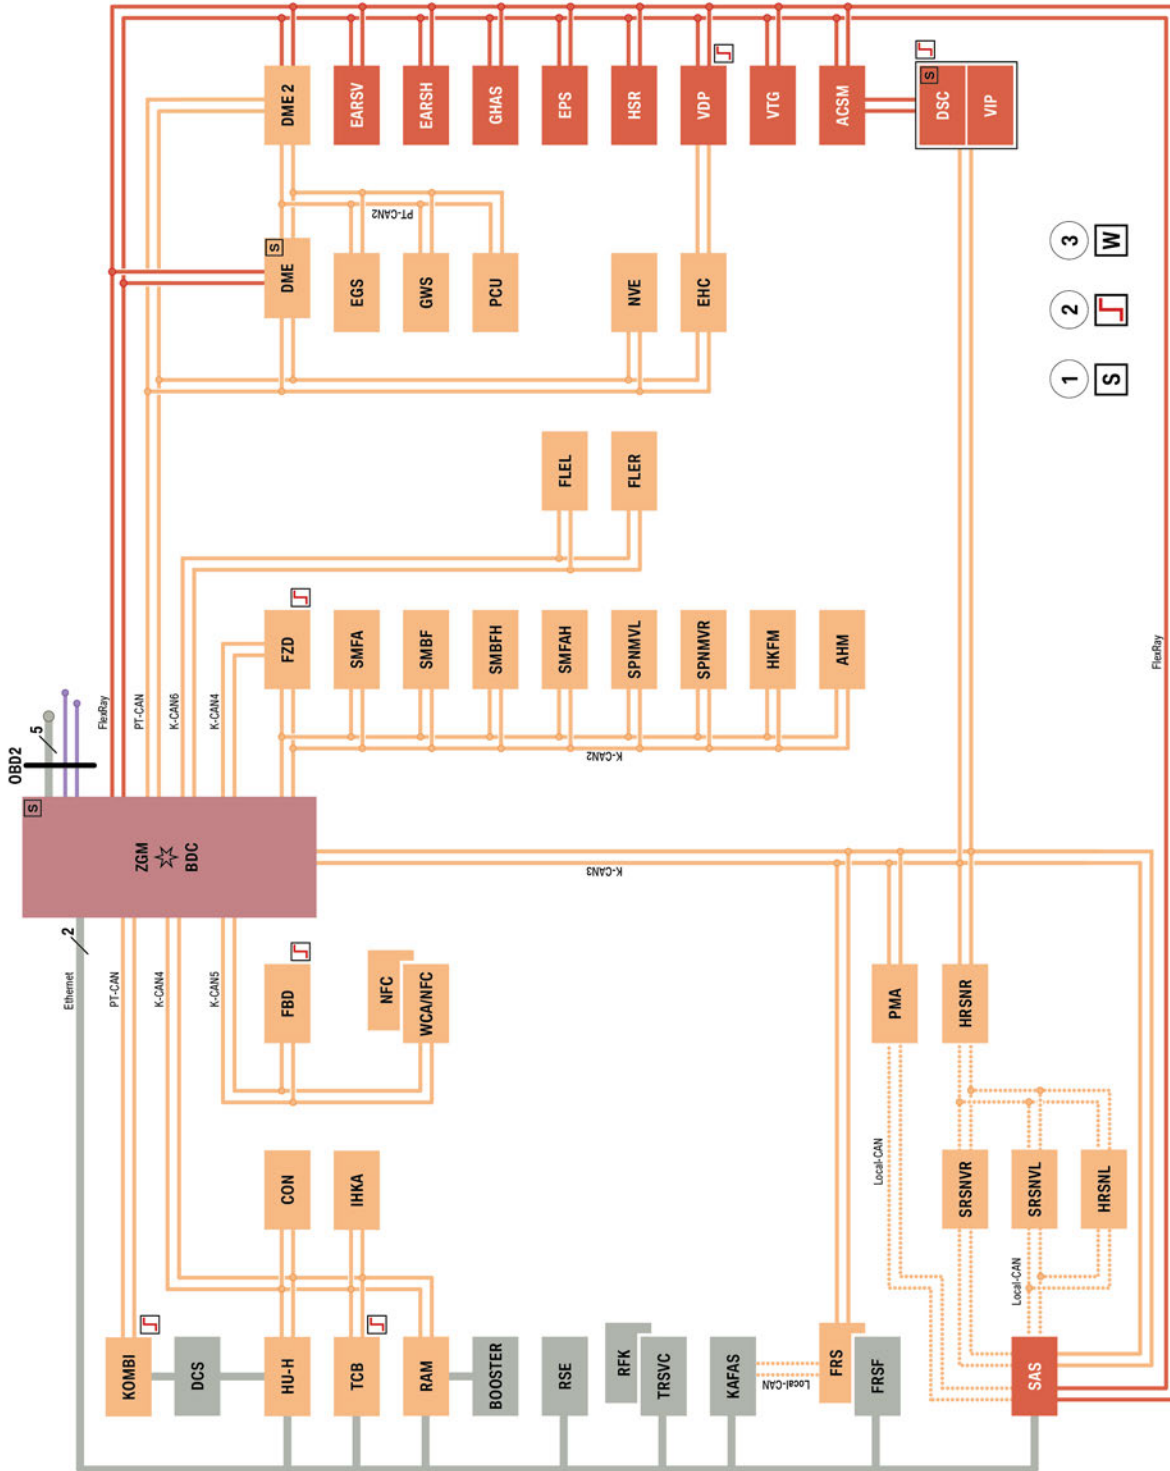 OBD2
S
5
Ethernet
2
FlexRay
PT-CAN
KOMBI
ZGM
PT-CAN
K-CAN4
K-CAN6
DCS
BDC
K-CAN5
K-CAN4
HU-H
CON
FBD
FZD
DME
S
DME 2
TCB
IHKA
SMFA
EGS
EARSV
NFC
PT-CAN2
RAM
WCA/NFC
SMBF
GWS
EARSH
BOOSTER
SMBFH
PCU
GHAS
RSE
SMFAH
FLEL
EPS
K-CAN3
K-CAN2
RFK
SPNMVL
FLER
NVE
HSR
TRSVC
SPNMVR
EHC
VDP
KAFAS
HKFM
VTG
Local-CAN
FRS
AHM
ACSM
FRSF
Local-CAN
PMA
DSC
S
SRSNVR
HRSNR
VIP
Local-CAN
SAS
SRSNVL
HRSNL
1
2
3
S
W
FlexRay